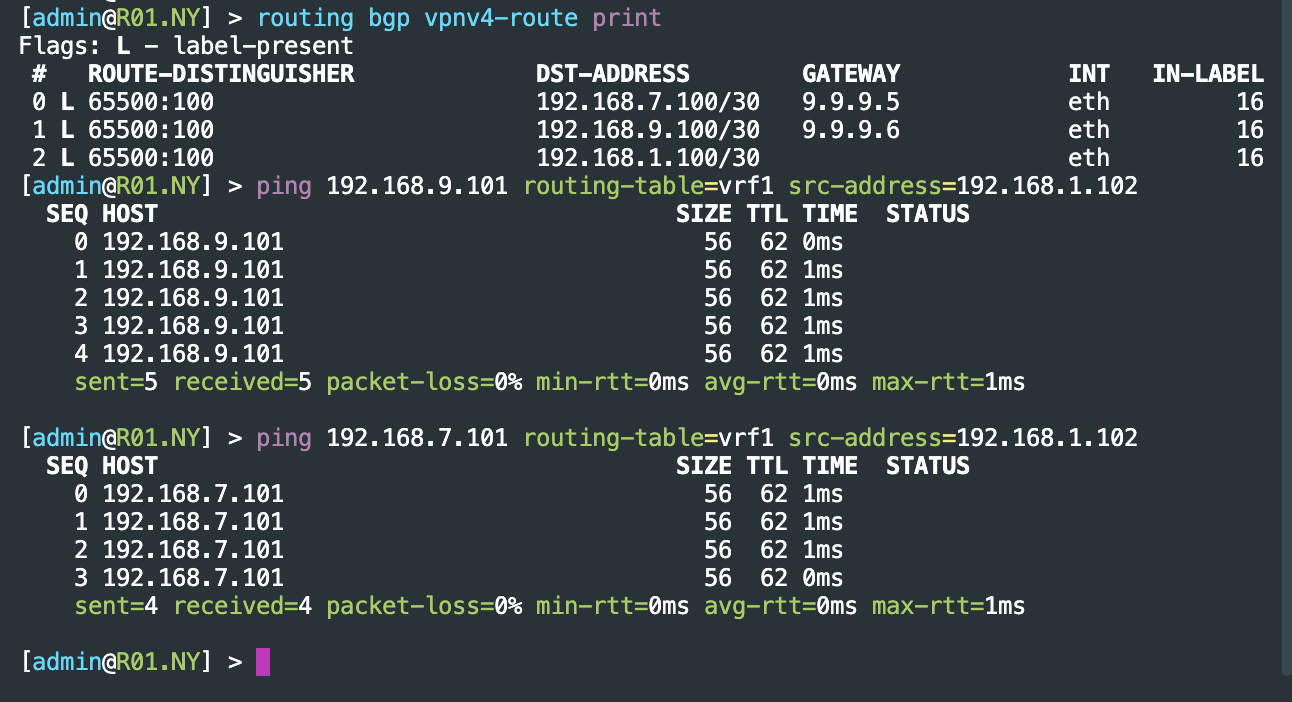 [admin@R01.NY] > routing bgp vpnv4-route print
Flags: L - label-present
 #   ROUTE-DISTINGUISHER             DST-ADDRESS        GATEWAY            INT   IN-LABEL
 0 L 65500:100                       192.168.7.100/30   9.9.9.5            eth         16
 1 L 65500:100                       192.168.9.100/30   9.9.9.6            eth         16
 2 L 65500:100                       192.168.1.100/30                      eth         16
[admin@R01.NY] > ping 192.168.9.101 routing-table=vrf1 src-address=192.168.1.102
  SEQ HOST                                     SIZE TTL TIME  STATUS
    0 192.168.9.101                              56  62 0ms
    1 192.168.9.101                              56  62 1ms
    2 192.168.9.101                              56  62 1ms
    3 192.168.9.101                              56  62 1ms
    4 192.168.9.101                              56  62 1ms
    sent=5 received=5 packet-loss=0% min-rtt=0ms avg-rtt=0ms max-rtt=1ms

[admin@R01.NY] > ping 192.168.7.101 routing-table=vrf1 src-address=192.168.1.102
  SEQ HOST                                     SIZE TTL TIME  STATUS
    0 192.168.7.101                              56  62 1ms
    1 192.168.7.101                              56  62 1ms
    2 192.168.7.101                              56  62 1ms
    3 192.168.7.101                              56  62 0ms
    sent=4 received=4 packet-loss=0% min-rtt=0ms avg-rtt=0ms max-rtt=1ms

[admin@R01.NY] >